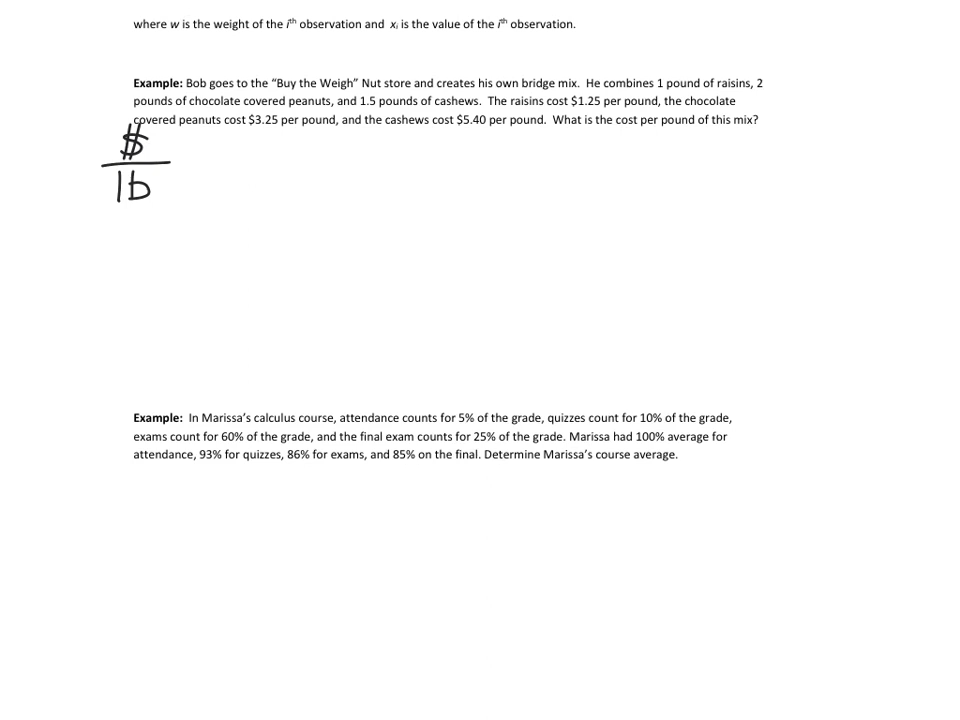 where w is the weight of the iᵗʰ observation and xᵢ is the value of the iᵗʰ observation.
Example: Bob goes to the “Buy the Weigh” Nut store and creates his own bridge mix. He combines 1 pound of raisins, 2
pounds of chocolate covered peanuts, and 1.5 pounds of cashews. The raisins cost $1.25 per pound, the chocolate
covered peanuts cost $3.25 per pound, and the cashews cost $5.40 per pound. What is the cost per pound of this mix?
$
lb
Example: In Marissa’s calculus course, attendance counts for 5% of the grade, quizzes count for 10% of the grade,
exams count for 60% of the grade, and the final exam counts for 25% of the grade. Marissa had 100% average for
attendance, 93% for quizzes, 86% for exams, and 85% on the final. Determine Marissa’s course average.